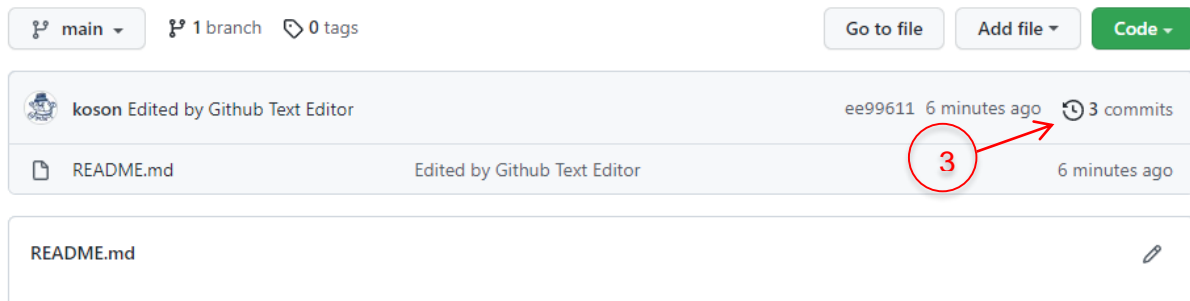 main 1 branch 0 tags Go to file Add file Code
koson Edited by Github Text Editor ee99611 6 minutes ago 3 commits
3
README.md Edited by Github Text Editor 6 minutes ago
README.md